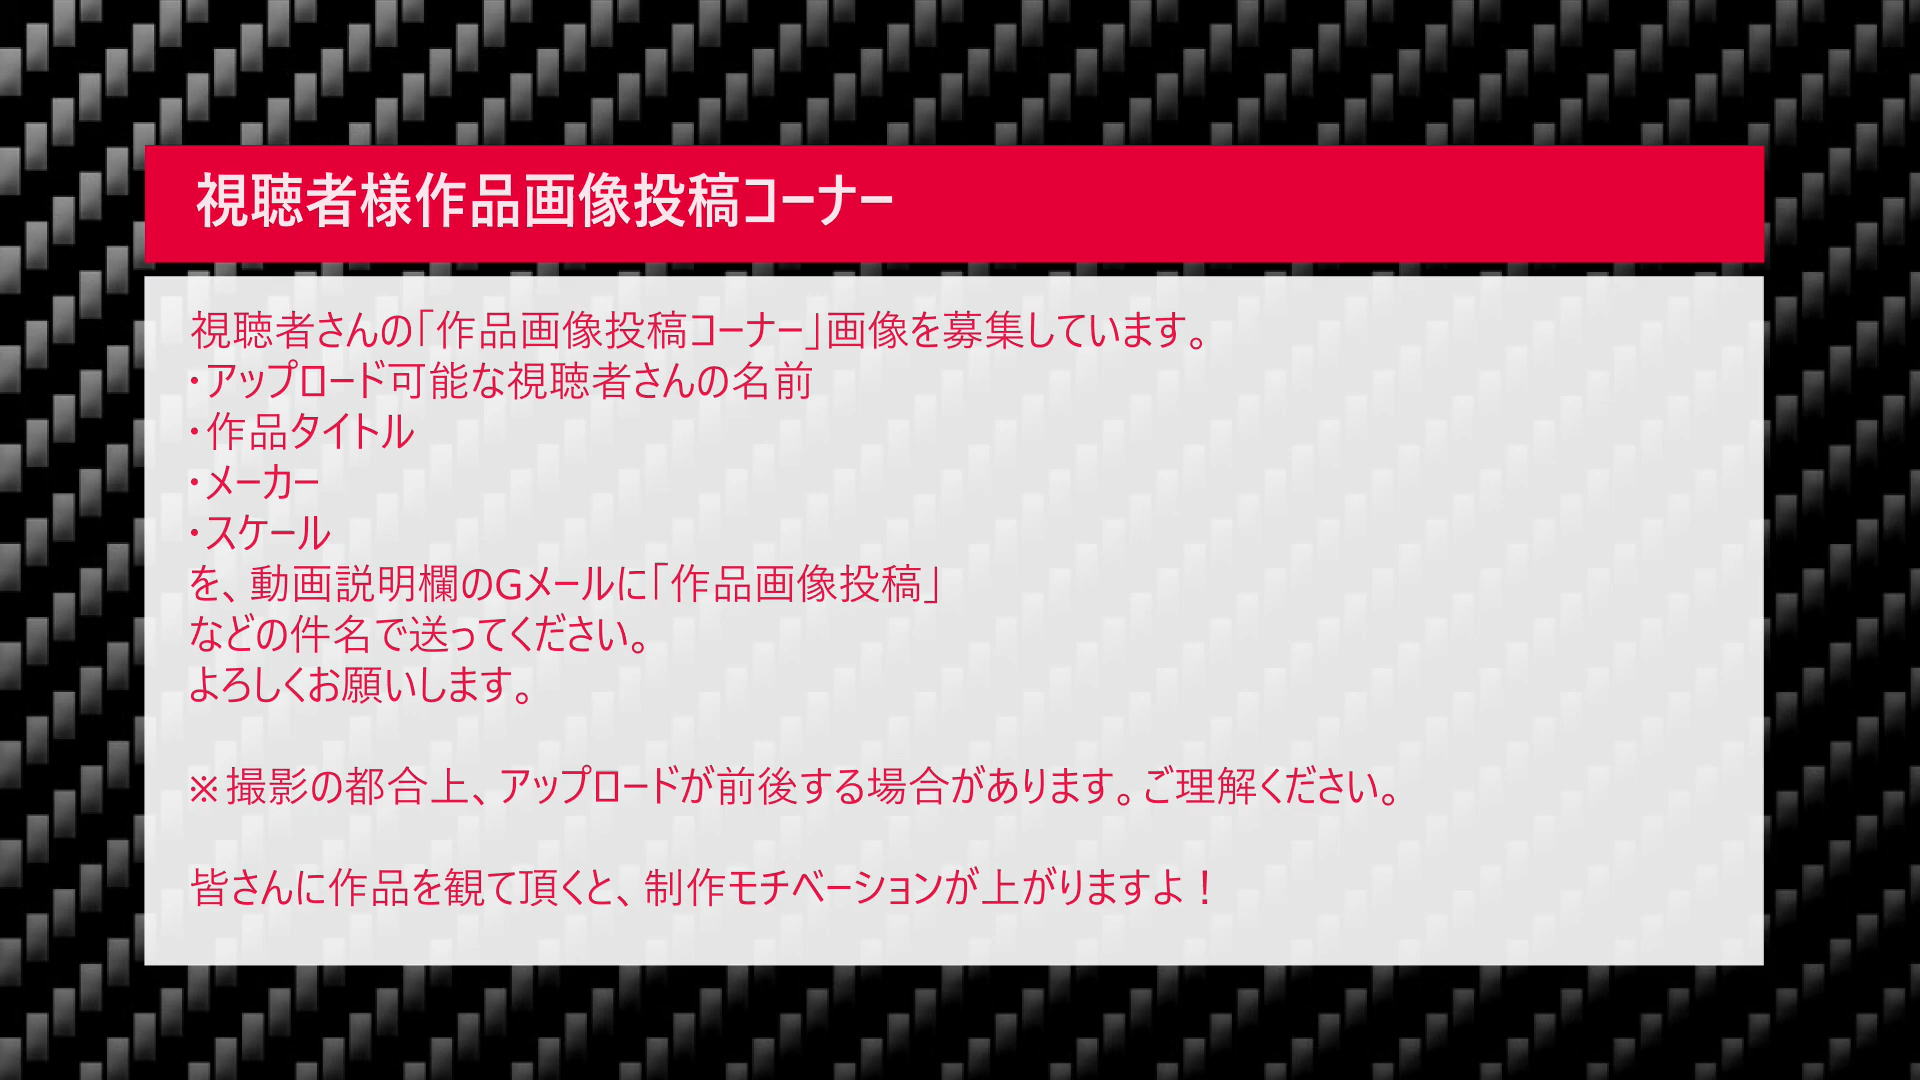 視聴者様作品画像投稿コーナー
視聴者さんの「作品画像投稿コーナー」画像を募集しています。
・アップロード可能な視聴者さんの名前
・作品タイトル
・メーカー
・スケール
を、動画説明欄のGメールに「作品画像投稿」
などの件名で送ってください。
よろしくお願いします。
※撮影の都合上、アップロードが前後する場合があります。ご理解ください。
皆さんに作品を観て頂くと、制作モチベーションが上がりますよ！